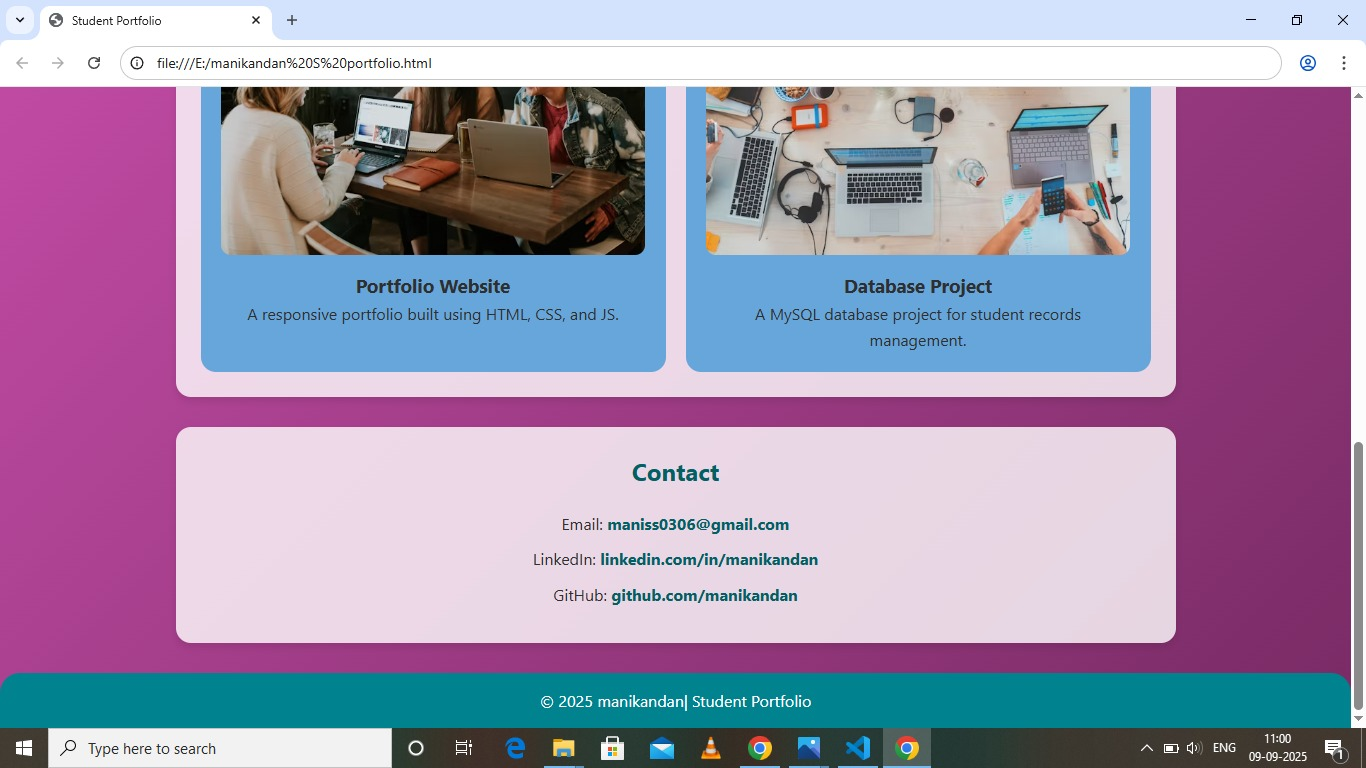 Student Portfolio
file:///E:/manikandan%20S%20portfolio.html
Portfolio Website
A responsive portfolio built using HTML, CSS, and JS.
Database Project
A MySQL database project for student records
management.
Contact
Email: maniss0306@gmail.com
LinkedIn: linkedin.com/in/manikandan
GitHub: github.com/manikandan
© 2025 manikandan| Student Portfolio
Type here to search
ENG
11:00
09-09-2025
1